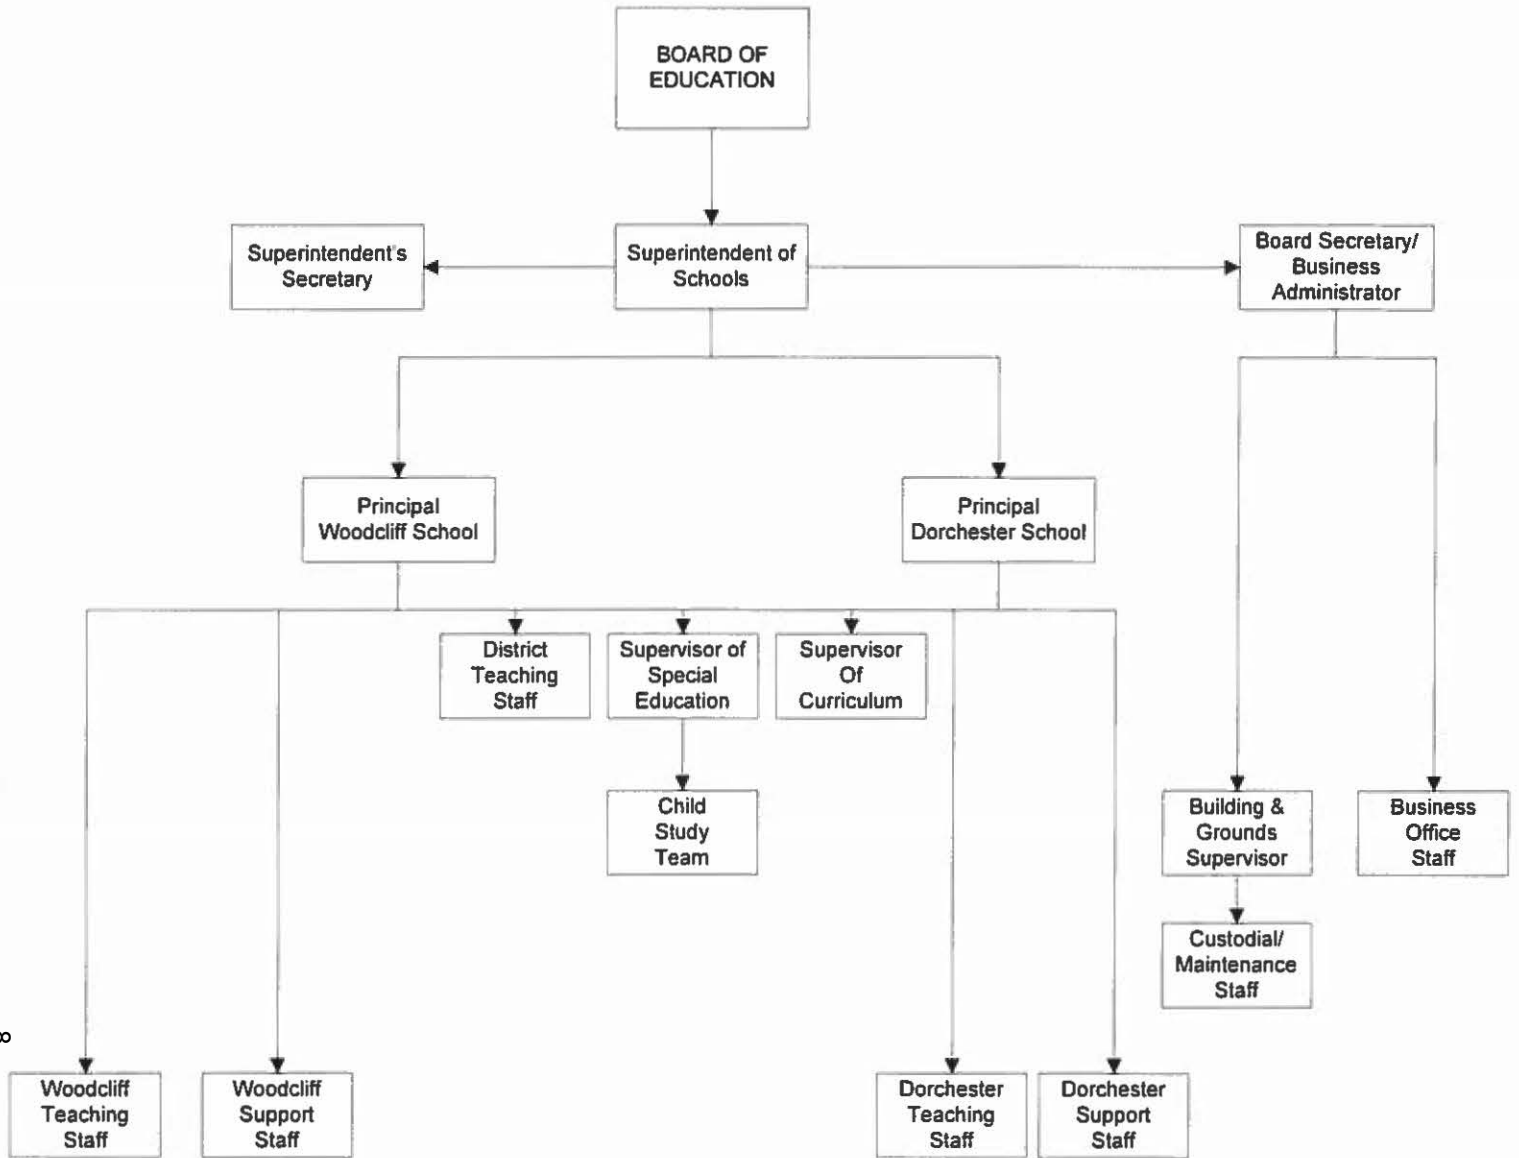 BOARD OF
EDUCATION
Superintendent's
Secretary
Superintendent of
Schools
Board Secretary/
Business
Administrator
Principal
Woodcliff School
Principal
Dorchester School
District
Teaching
Staff
Supervisor of
Special
Education
Supervisor
Of
Curriculum
Child
Study
Team
Building &
Grounds
Supervisor
Business
Office
Staff
Custodial/
Maintenance
Staff
8
Woodcliff
Teaching
Staff
Woodcliff
Support
Staff
Dorchester
Teaching
Staff
Dorchester
Support
Staff